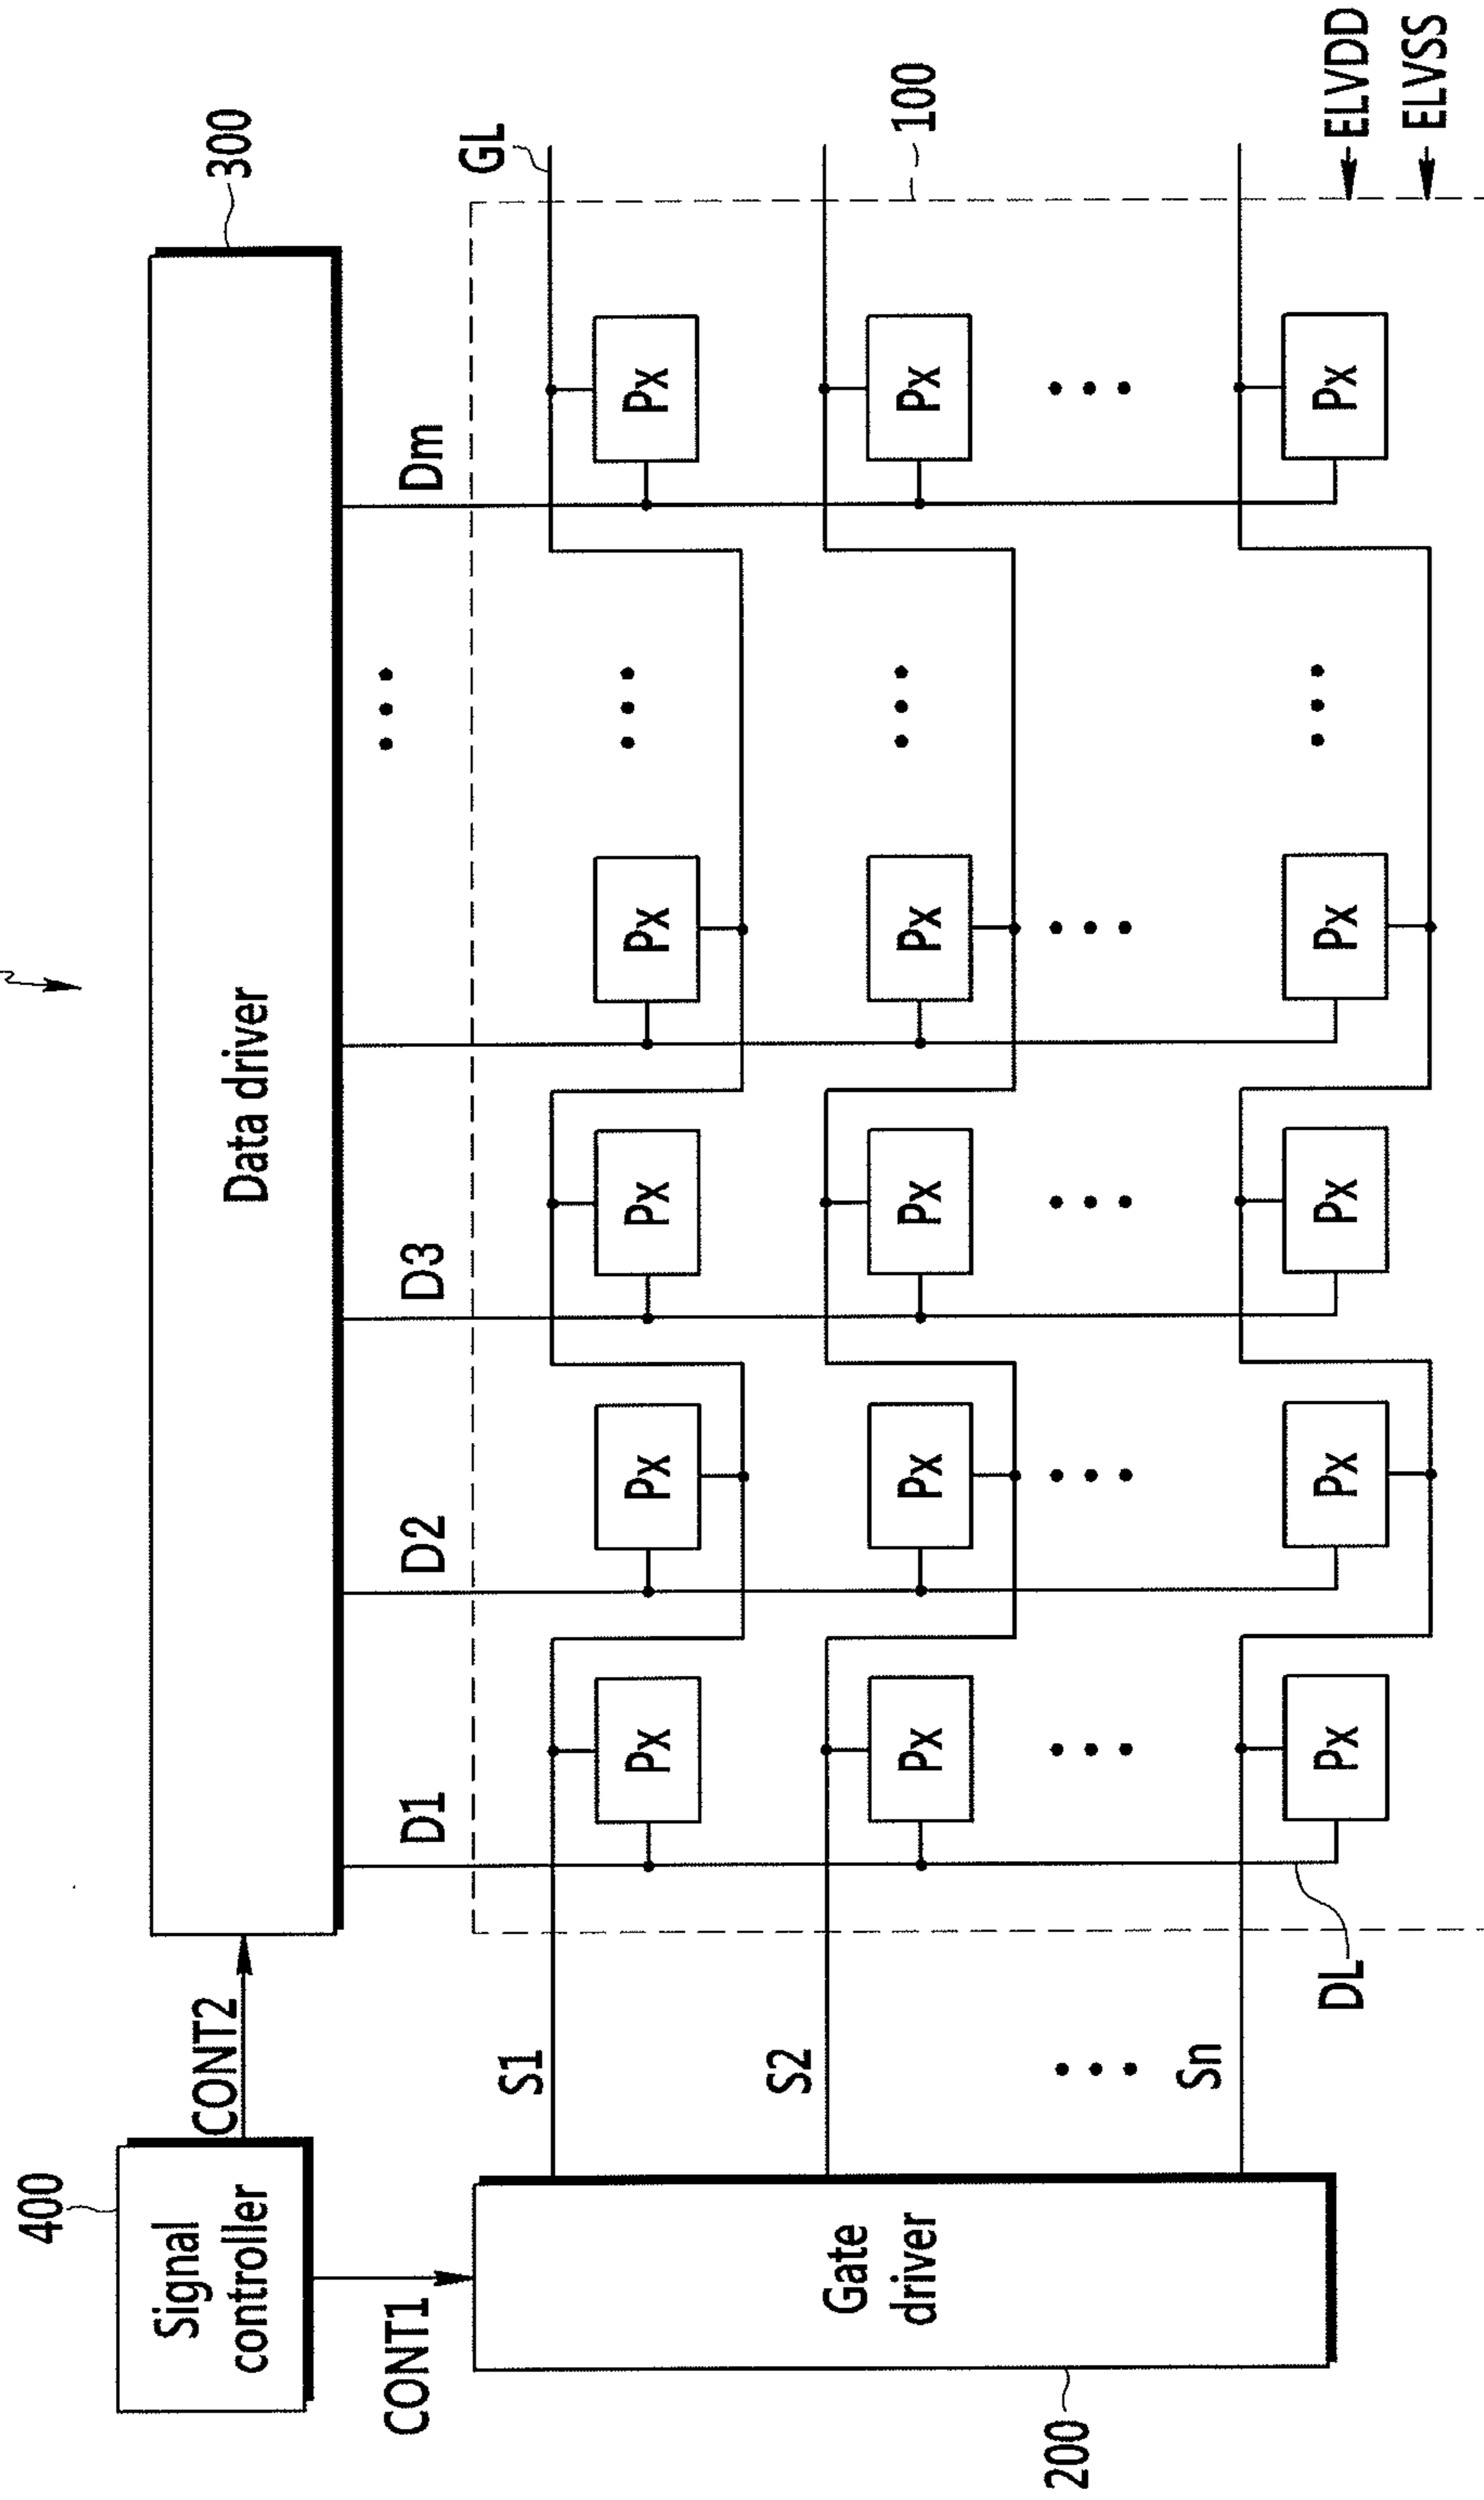 400
Signal
controller
CONT2
Data driver
300
CONT1
D1
D2
D3
Dm
GL
200
Gate
driver
S1
Px
Px
Px
Px
Px
S2
Px
Px
Px
Px
Px
100
Sn
Px
Px
Px
Px
Px
DL
ELVDD
ELVSS